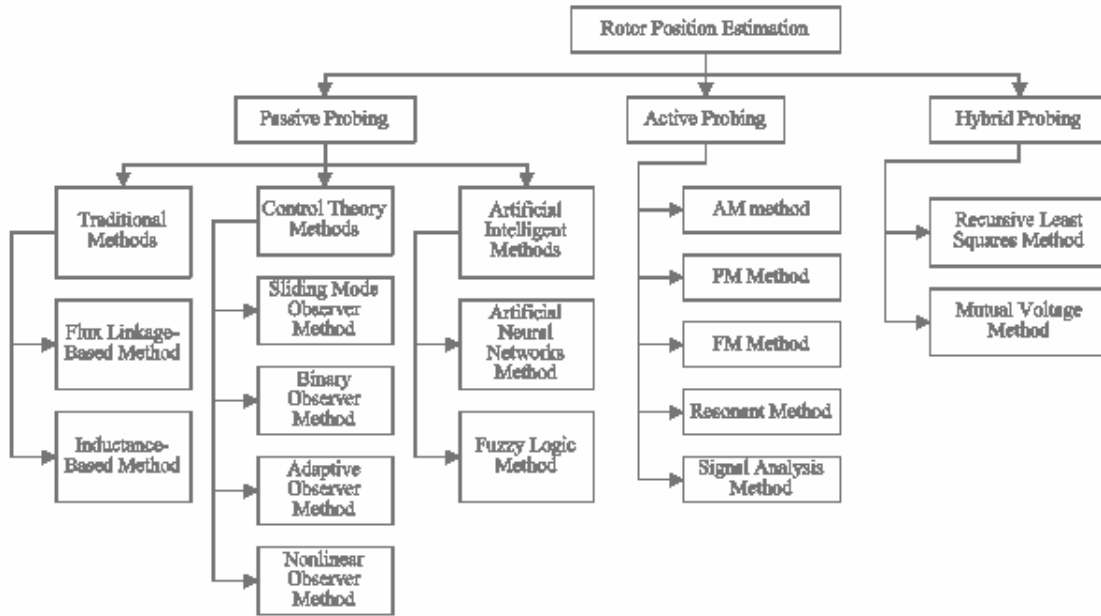 Rotor Position Estimation
Passive Probing
Active Probing
Hybrid Probing
Traditional
Methods
Flux Linkage-
Based Method
Inductance-
Based Method
Control Theory
Methods
Sliding Mode
Observer
Method
Binary
Observer
Method
Adaptive
Observer
Method
Nonlinear
Observer
Method
Artificial
Intelligent
Methods
Artificial
Neural
Networks
Method
Fuzzy Logic
Method
AM method
PM Method
FM Method
Resonant Method
Signal Analysis
Method
Recursive Least
Squares Method
Mutual Voltage
Method